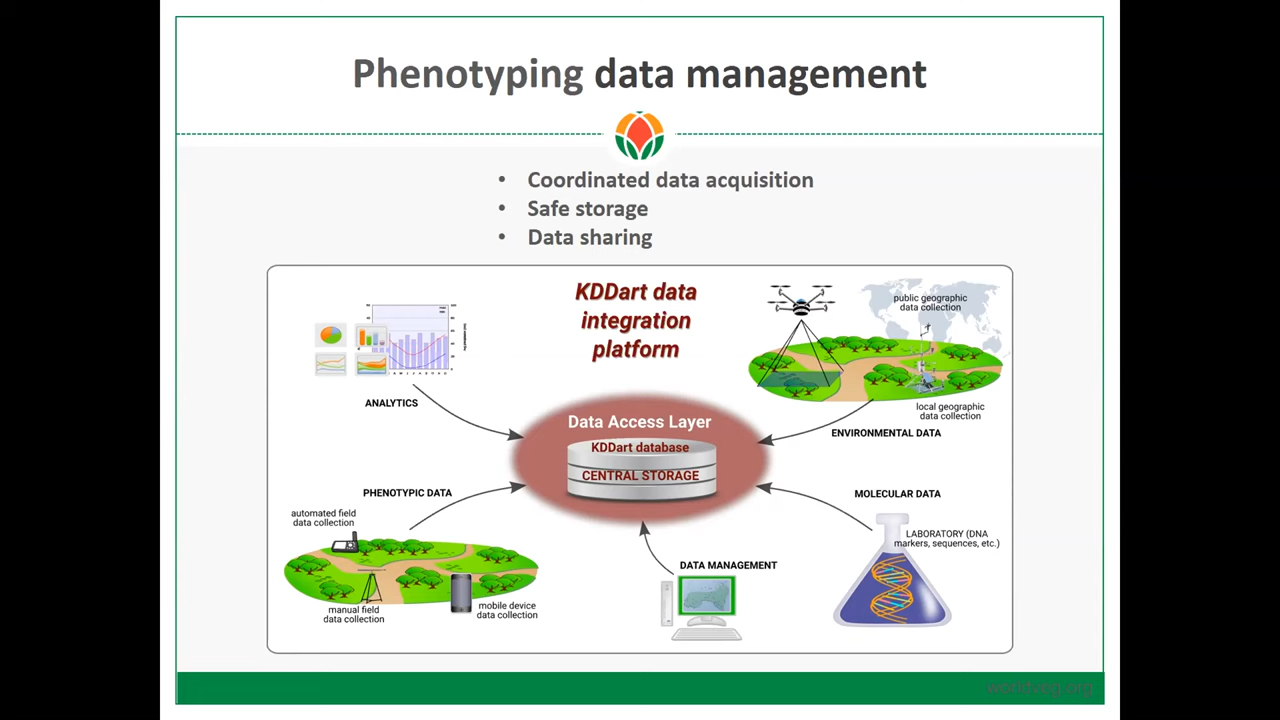 Phenotyping data management
• Coordinated data acquisition
• Safe storage
• Data sharing
KDDart data
integration
platform
public geographic
data collection
local geographic
data collection
ANALYTICS
ENVIRONMENTAL DATA
Data Access Layer
KDDart database
CENTRAL STORAGE
PHENOTYPIC DATA
automated field
data collection
manual field
data collection
mobile device
data collection
DATA MANAGEMENT
MOLECULAR DATA
LABORATORY (DNA
markers, sequences, etc.)
worldveg.org